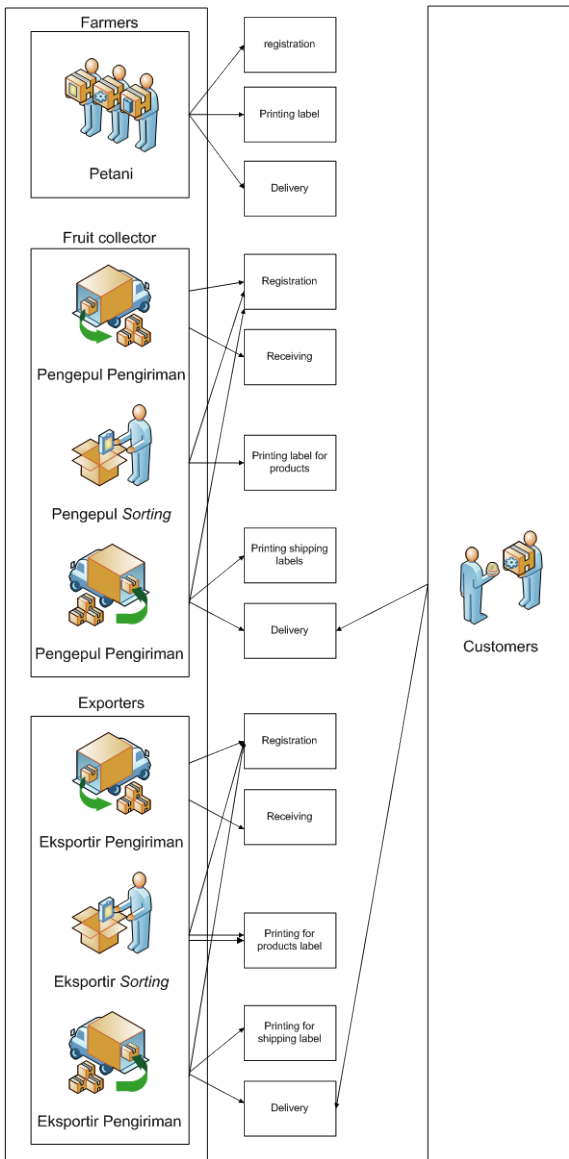 Farmers
Petani
registration
Printing label
Delivery
Fruit collector
Pengepul Pengiriman
Pengepul Sorting
Pengepul Pengiriman
Registration
Receiving
Printing label for
products
Printing shipping
labels
Delivery
Customers
Exporters
Eksportir Pengiriman
Eksportir Sorting
Eksportir Pengiriman
Registration
Receiving
Printing for
products label
Printing for
shipping label
Delivery